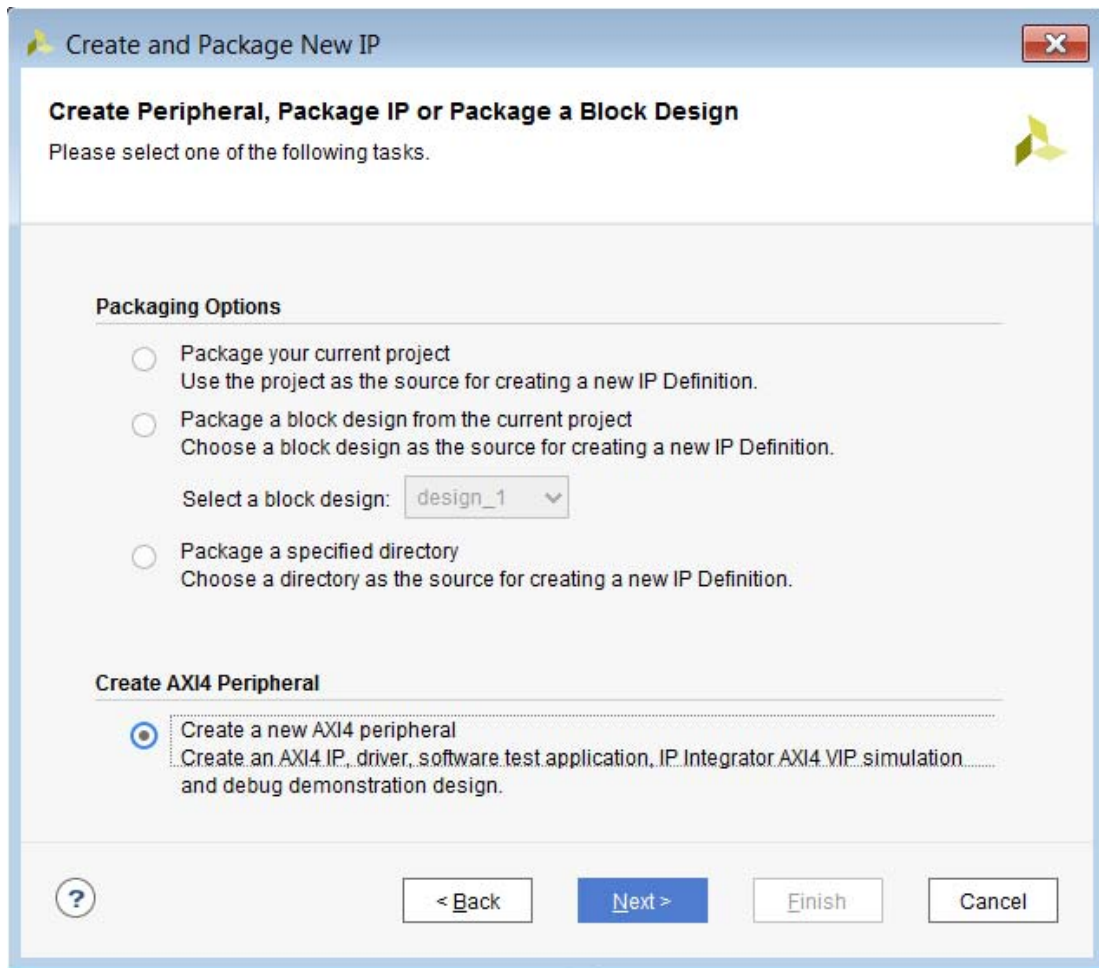 Create and Package New IP
Create Peripheral, Package IP or Package a Block Design
Please select one of the following tasks.
Packaging Options
Package your current project
Use the project as the source for creating a new IP Definition.
Package a block design from the current project
Choose a block design as the source for creating a new IP Definition.
Select a block design: design_1
Package a specified directory
Choose a directory as the source for creating a new IP Definition.
Create AXI4 Peripheral
Create a new AXI4 peripheral
Create an AXI4 IP, driver, software test application, IP Integrator AXI4 VIP simulation
and debug demonstration design.
? < Back Next > Finish Cancel